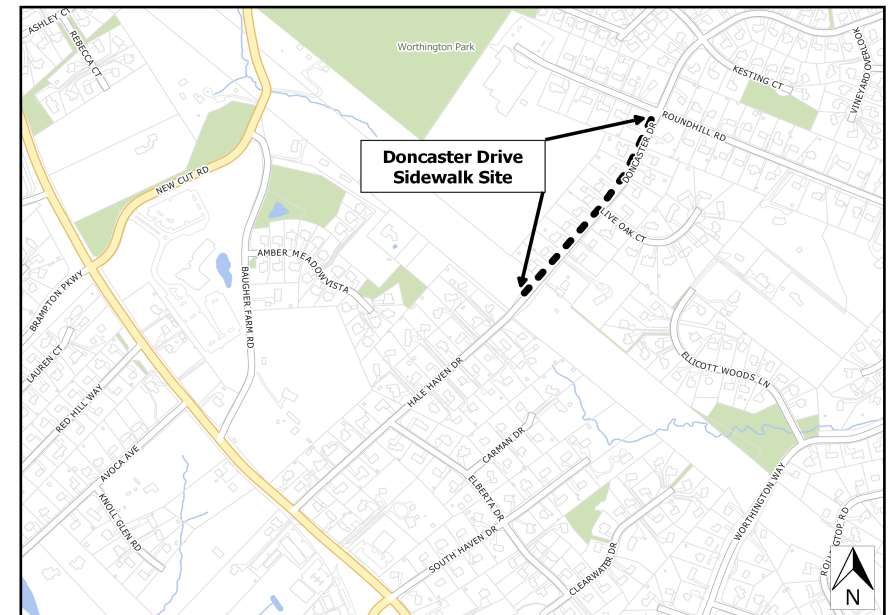 ASHLEY CT
REBECCA CT
Worthington Park
KESTING CT
VINEYARD OVERLOOK
ROUNDHILL RD
DONCASTER DR
Doncaster Drive
Sidewalk Site
NEW CUT RD
LIVE OAK CT
AMBER MEADOW VISTA
BRAMPTON PKWY
BAUGHER FARM RD
LAUREN CT
ELLICOTT WOODS LN
HALE HAVEN DR
RED HILL WAY
CARMAN DR
AVOCA AVE
ELBERTA DR
WORTHINGTON WAY
KNOLL GLEN RD
SOUTH HAVEN DR
CLEARWATER DR
N